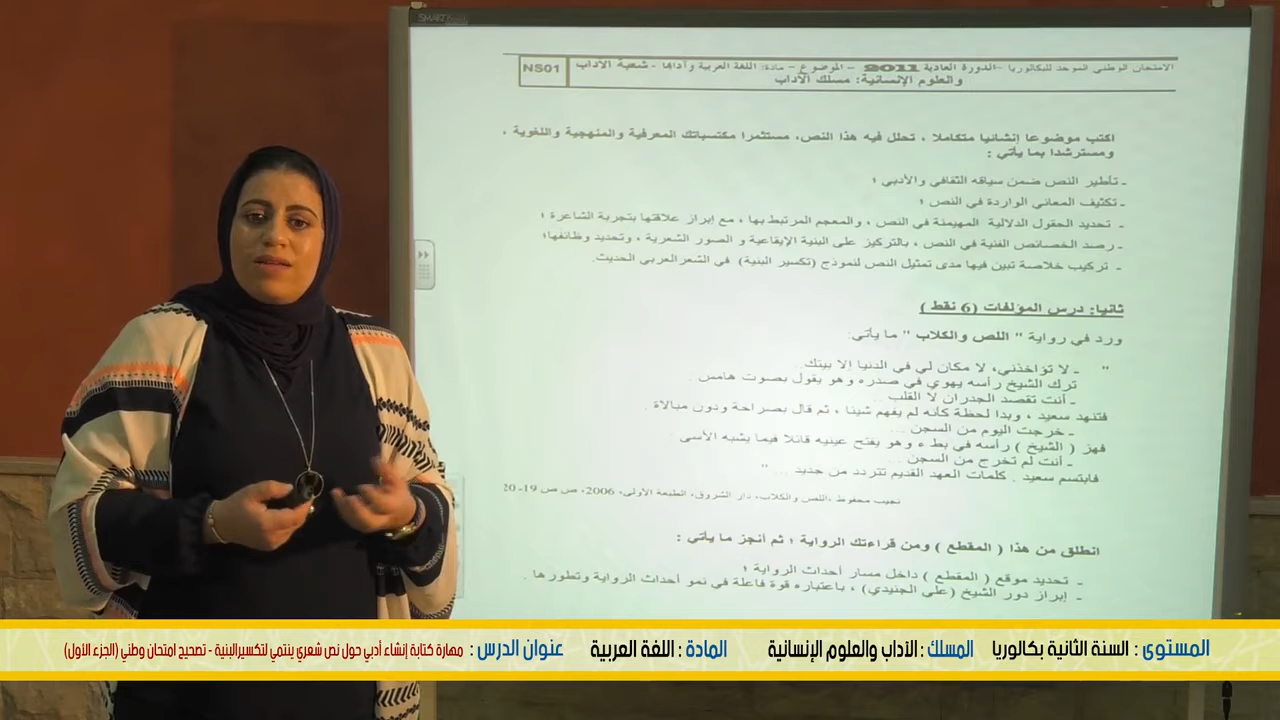 SMART
الامتحان الوطني الموحد للبكالوريا -الدورة العادية 2011 - الموضوع - مادة: اللغة العربية وآدابها - شعبة الآداب
والعلوم الإنسانية: مسلك الآداب
NS01
اكتب موضوعا إنشائيا متكاملا ، تحلل فيه هذا النص، مستثمرا مكتسباتك المعرفية والمنهجية واللغوية ،
ومسترشدا بما يأتي :
- تأطير النص ضمن سياقه الثقافي والأدبي ؛
- تكثيف المعاني الواردة في النص ؛
- تحديد الحقول الدلالية المهيمنة في النص ، والمعجم المرتبط بها ، مع إبراز علاقتها بتجربة الشاعرة ؛
- رصد الخصائص الفنية في النص ، بالتركيز على البنية الإيقاعية و الصور الشعرية ، وتحديد وظائفها؛
- تركيب خلاصة تبين فيها مدى تمثيل النص لنموذج (تكسير البنية) في الشعر العربي الحديث.
ثانيا: درس المؤلفات (6 نقط )
ورد في رواية " اللص والكلاب " ما يأتي:
" - لا تؤاخذني، لا مكان لي في الدنيا إلا بيتك.
ترك الشيخ رأسه يهوي في صدره وهو يقول بصوت هامس .
- أنت تقصد الجدران لا القلب ..
فتنهد سعيد ، وبدا لحظة كأنه لم يفهم شيئا ، ثم قال بصراحة ودون مبالاة .
- خرجت اليوم من السجن ...
فهز ( الشيخ ) رأسه في بطء وهو يفتح عينيه قائلا فيما يشبه الأسى :
- أنت لم تخرج من السجن ...
فابتسم سعيد . كلمات العهد القديم تتردد من جديد ... "
نجيب محفوظ ،اللص والكلاب، دار الشروق، الطبعة الأولى، 2006، ص ص 19-20
انطلق من هذا ( المقطع ) ومن قراءتك الرواية ؛ ثم أنجز ما يأتي :
- تحديد موقع ( المقطع ) داخل مسار أحداث الرواية ؛
- إبراز دور الشيخ (علي الجنيدي) ، باعتباره قوة فاعلة في نمو أحداث الرواية وتطورها .
المستوى : السنة الثانية بكالوريا المسلك : الآداب والعلوم الإنسانية المادة : اللغة العربية عنوان الدرس : مهارة كتابة إنشاء أدبي حول نص شعري ينتمي لتكسيرالبنية - تصحيح امتحان وطني (الجزء الأول)